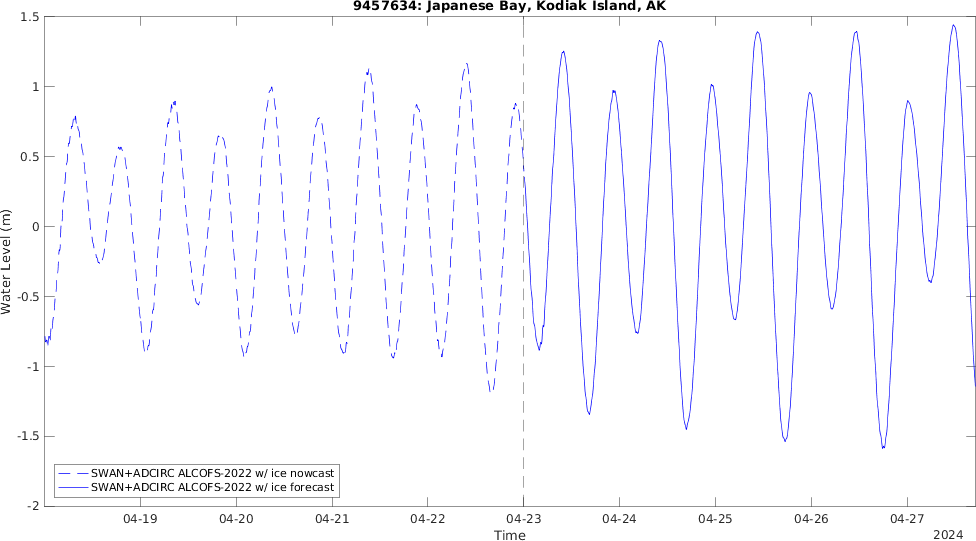 9457634: Japanese Bay, Kodiak Island, AK
1.5
1
0.5
0
-0.5
-1
-1.5
-2
Water Level (m)
SWAN+ADCIRC ALCOFS-2022 w/ ice nowcast
SWAN+ADCIRC ALCOFS-2022 w/ ice forecast
04-19 04-20 04-21 04-22 04-23 04-24 04-25 04-26 04-27
Time
2024